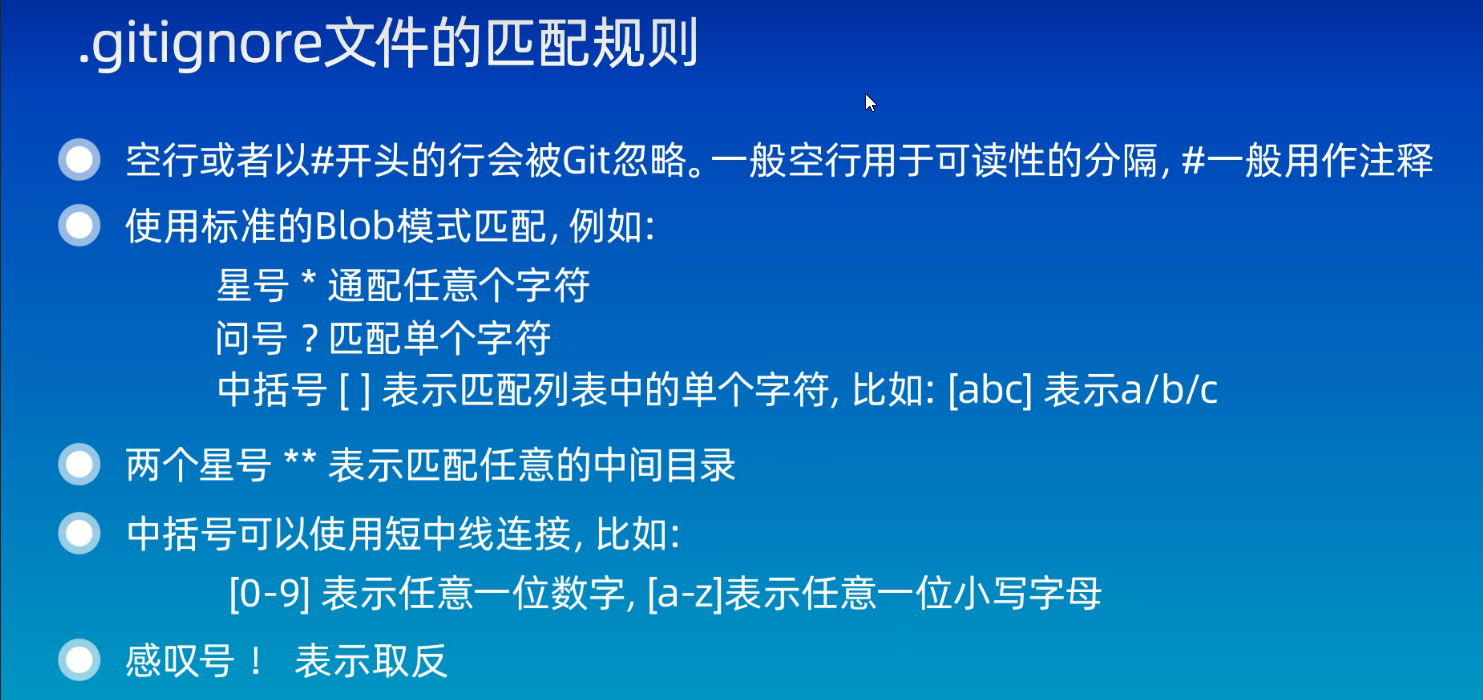 .gitignore文件的匹配规则
空行或者以#开头的行会被Git忽略。一般空行用于可读性的分隔, #一般用作注释
使用标准的Blob模式匹配, 例如:
星号 * 通配任意个字符
问号 ? 匹配单个字符
中括号 [ ] 表示匹配列表中的单个字符, 比如: [abc] 表示a/b/c
两个星号 ** 表示匹配任意的中间目录
中括号可以使用短中线连接, 比如:
[0-9] 表示任意一位数字, [a-z]表示任意一位小写字母
感叹号 ! 表示取反